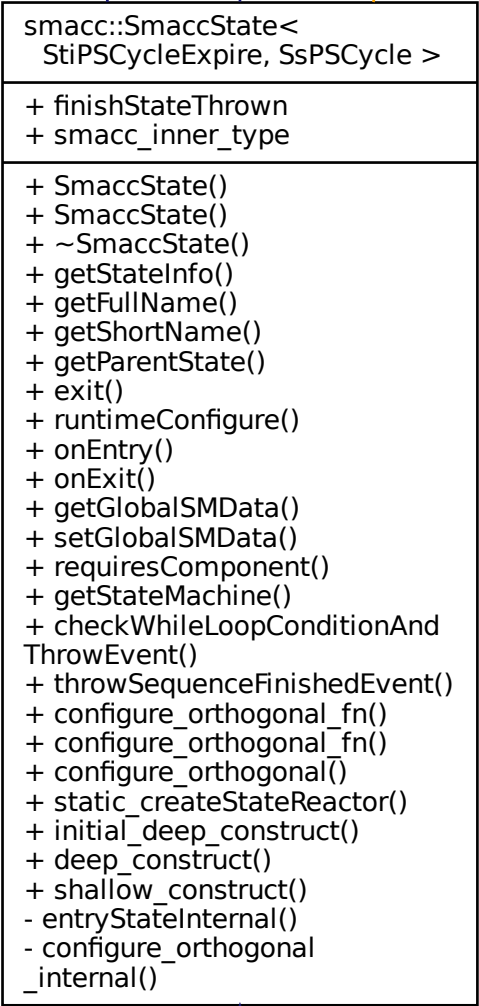 smacc::SmaccState<
StiPSCycleExpire, SsPSCycle >
+ finishStateThrown
+ smacc_inner_type
+ SmaccState()
+ SmaccState()
+ ~SmaccState()
+ getStateInfo()
+ getFullName()
+ getShortName()
+ getParentState()
+ exit()
+ runtimeConfigure()
+ onEntry()
+ onExit()
+ getGlobalSMData()
+ setGlobalSMData()
+ requiresComponent()
+ getStateMachine()
+ checkWhileLoopConditionAnd
ThrowEvent()
+ throwSequenceFinishedEvent()
+ configure_orthogonal_fn()
+ configure_orthogonal_fn()
+ configure_orthogonal()
+ static_createStateReactor()
+ initial_deep_construct()
+ deep_construct()
+ shallow_construct()
- entryStateInternal()
- configure_orthogonal
_internal()